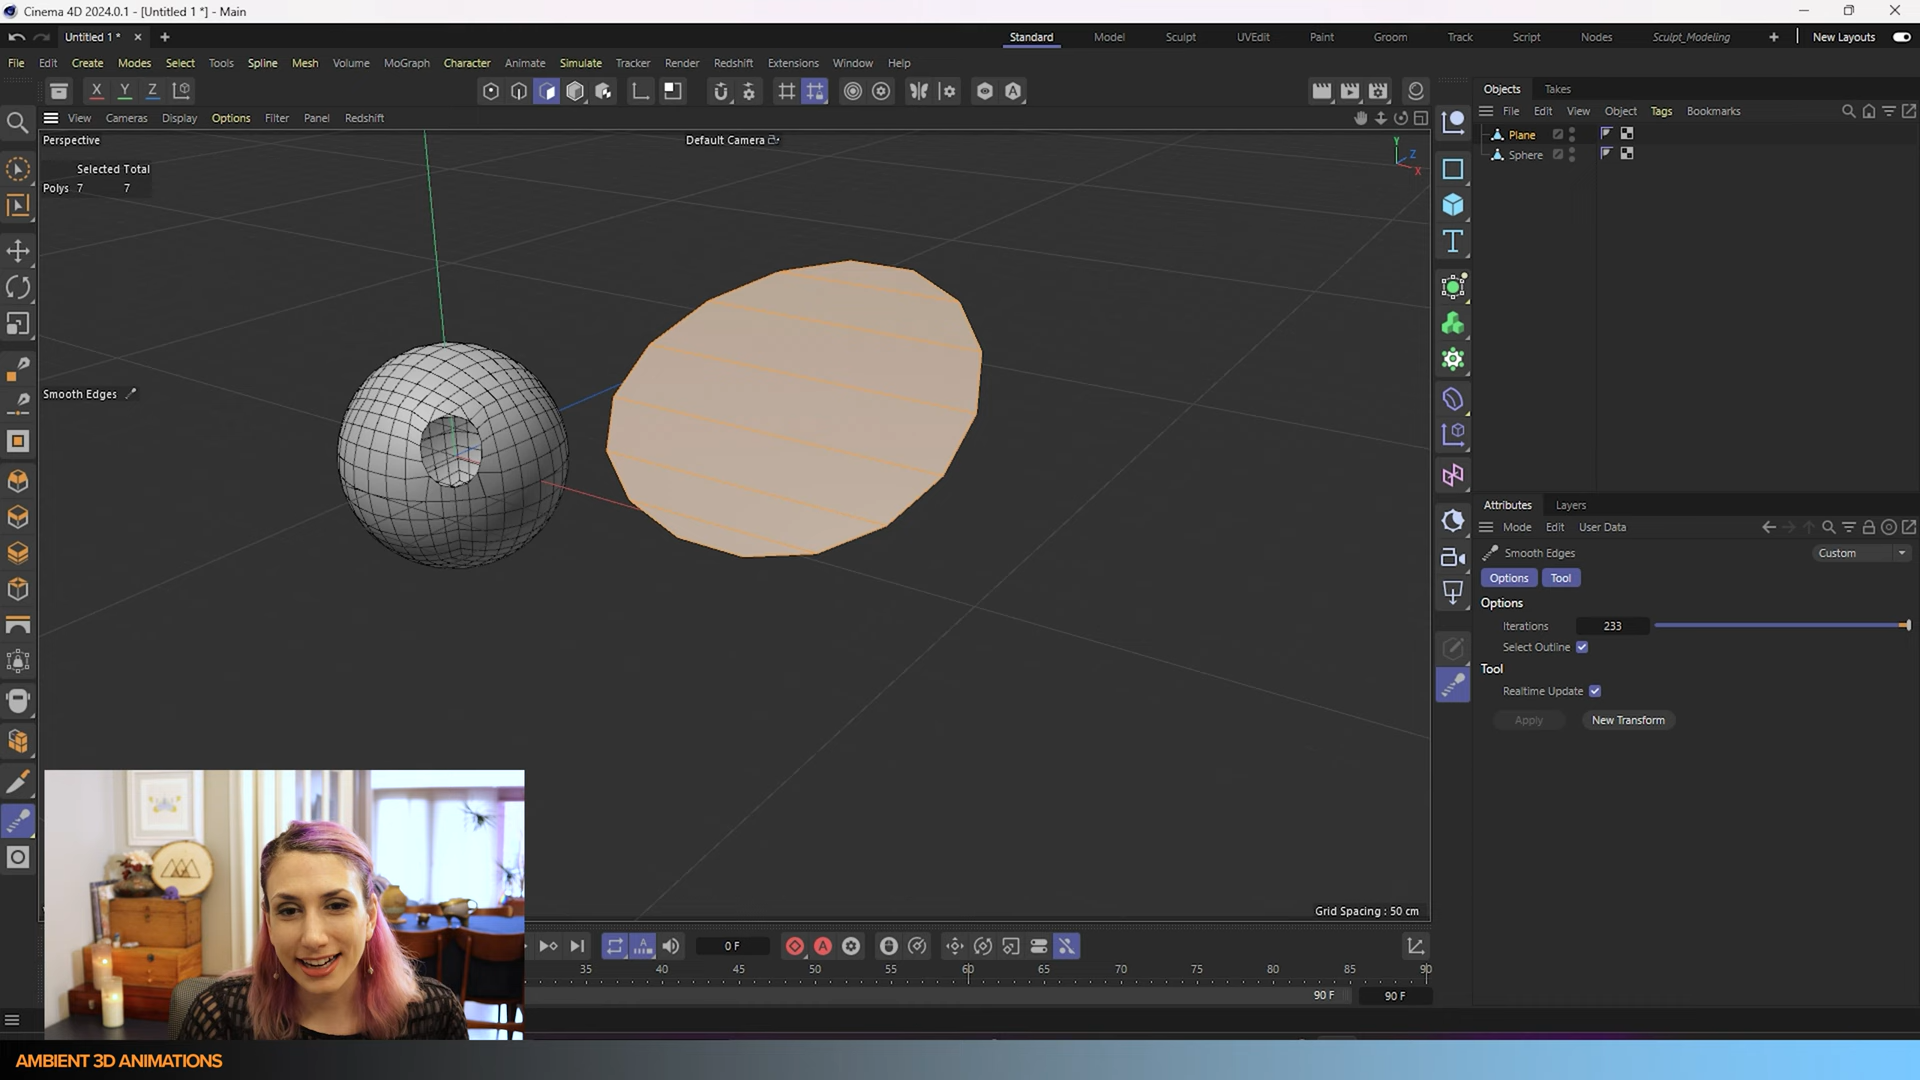 Cinema 4D 2024.0.1 - [Untitled 1 *] - Main
Untitled 1 * × +
Standard Model Sculpt UVEdit Paint Groom Track Script Nodes Sculpt_Modeling + New Layouts
File Edit Create Modes Select Tools Spline Mesh Volume MoGraph Character Animate Simulate Tracker Render Redshift Extensions Window Help
X Y Z
Objects Takes
File Edit View Object Tags Bookmarks
View Cameras Display Options Filter Panel Redshift
Perspective
Default Camera
Y
Z
X
Plane
Sphere
Selected Total
Polys 7 7
Smooth Edges
Attributes Layers
Mode Edit User Data
Smooth Edges
Custom
Options Tool
Options
Iterations 233
Select Outline
Tool
Realtime Update
Apply New Transform
Grid Spacing : 50 cm
0 F
35 40 45 50 55 60 65 70 75 80 85 90
90 F 90 F
AMBIENT 3D ANIMATIONS